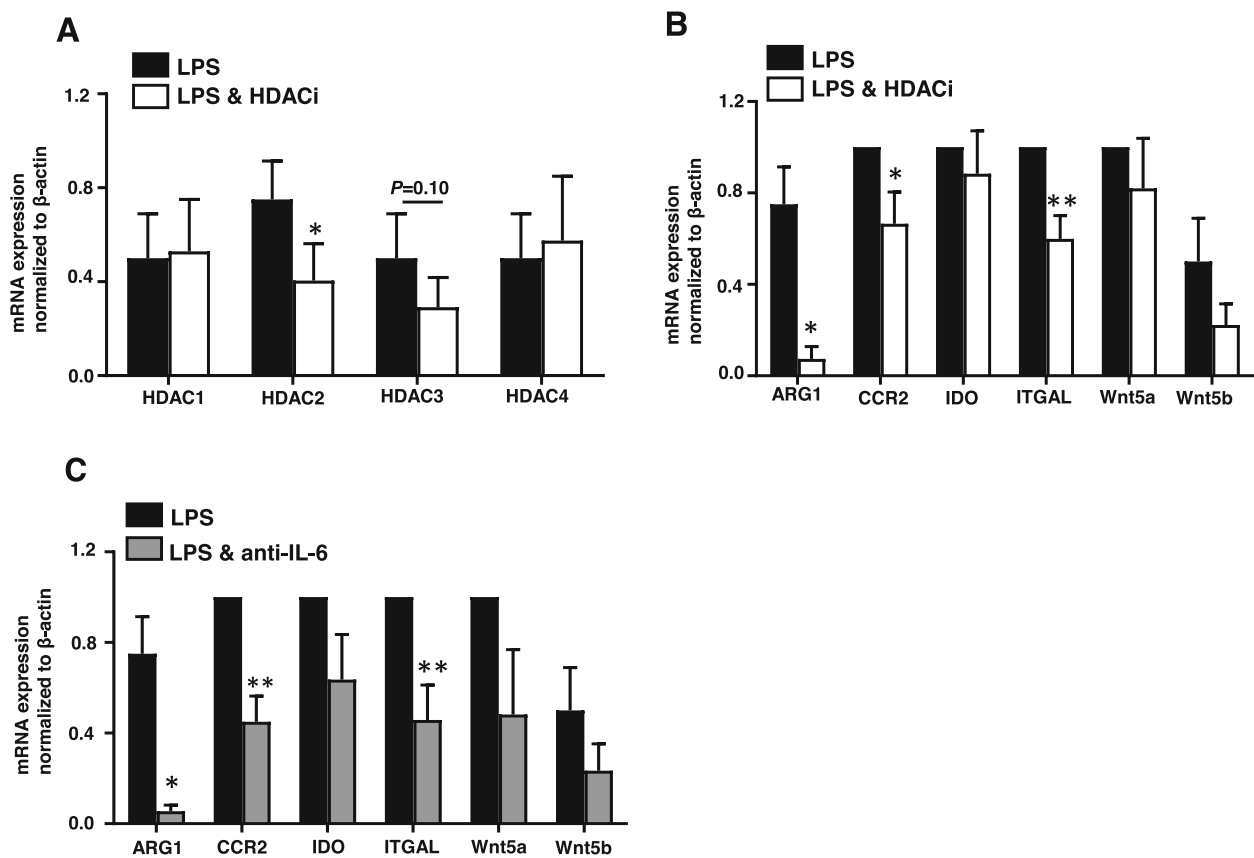 A
LPS
LPS & HDACi
mRNA expression
normalized to β-actin
1.2
0.8
0.4
0.0
P=0.10
*
HDAC1 HDAC2 HDAC3 HDAC4
B
LPS
LPS & HDACi
mRNA expression
normalized to β-actin
1.2
0.8
0.4
0.0
*
*
**
ARG1 CCR2 IDO ITGAL Wnt5a Wnt5b
C
LPS
LPS & anti-IL-6
mRNA expression
normalized to β-actin
1.2
0.8
0.4
0.0
*
**
**
ARG1 CCR2 IDO ITGAL Wnt5a Wnt5b